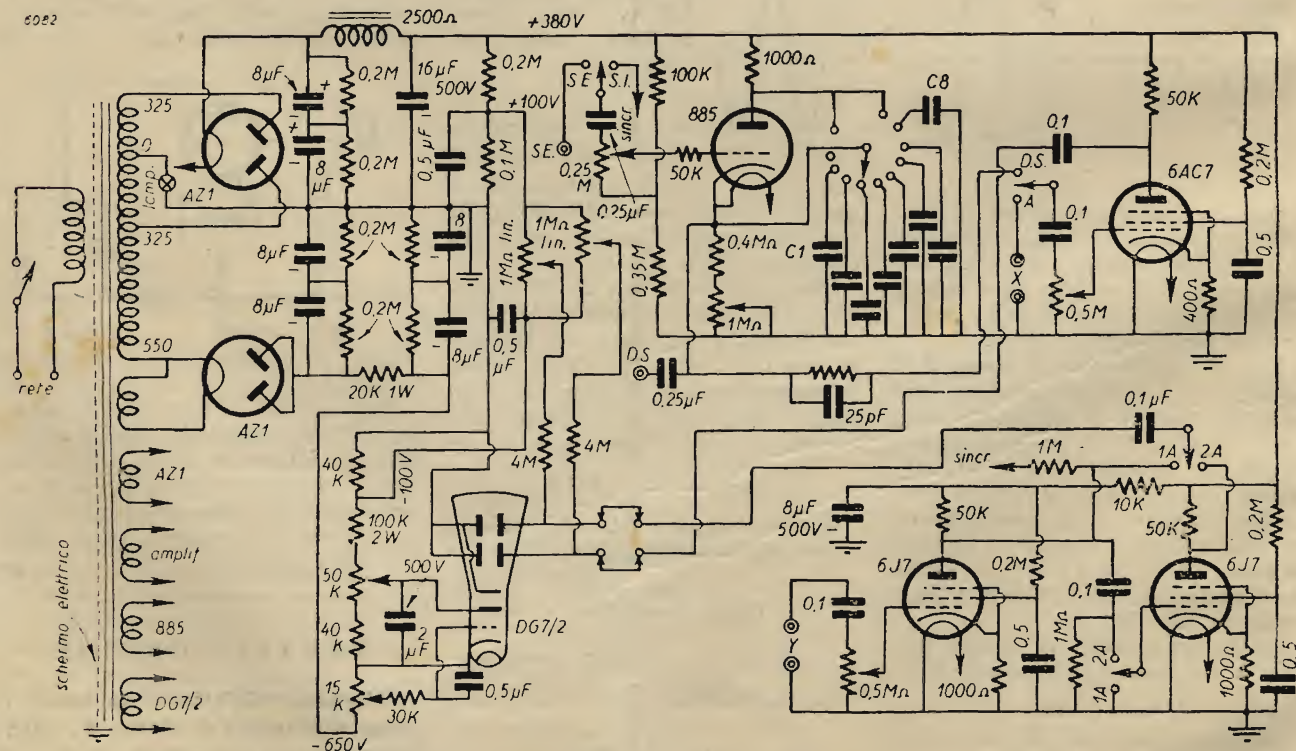 6082
2500Ω
+380V
8µF
+
0,2M
16µF
500V
0,2M
+100V
S.E.
S.I.
sincr
S.E.
100K
1000Ω
885
C8
50K
0,1
D.S.
A
6AC7
0,2M
325
0
lamp.
AZ1
325
+
8
µF
0,2M
0,5µF
0,1M
0,25
M
0,25µF
50K
0,1
X
0,5M
400Ω
0,5
8µF
0,2M
8
1MΩ lin.
1MΩ
lin.
0,35M
0,4MΩ
C1
1MΩ
8µF
0,2M
8µF
0,5
µF
550
AZ1
rete
20K 1W
D.S.
0,25µF
25pF
AZ1
amplif
885
DG7/2
schermo elettrico
40
K
-100V
100K
2W
50
K
500V
40
K
2
µF
15
K
30K
0,5µF
-650V
4M
4M
DG7/2
0,1µF
sincr
1M
1A
2A
10K
8µF
500V
50K
50K
0,2M
6J7
0,2M
6J7
0,1
0,1
Y
0,5MΩ
1000Ω
0,5
1MΩ
2A
1A
1000Ω
0,5